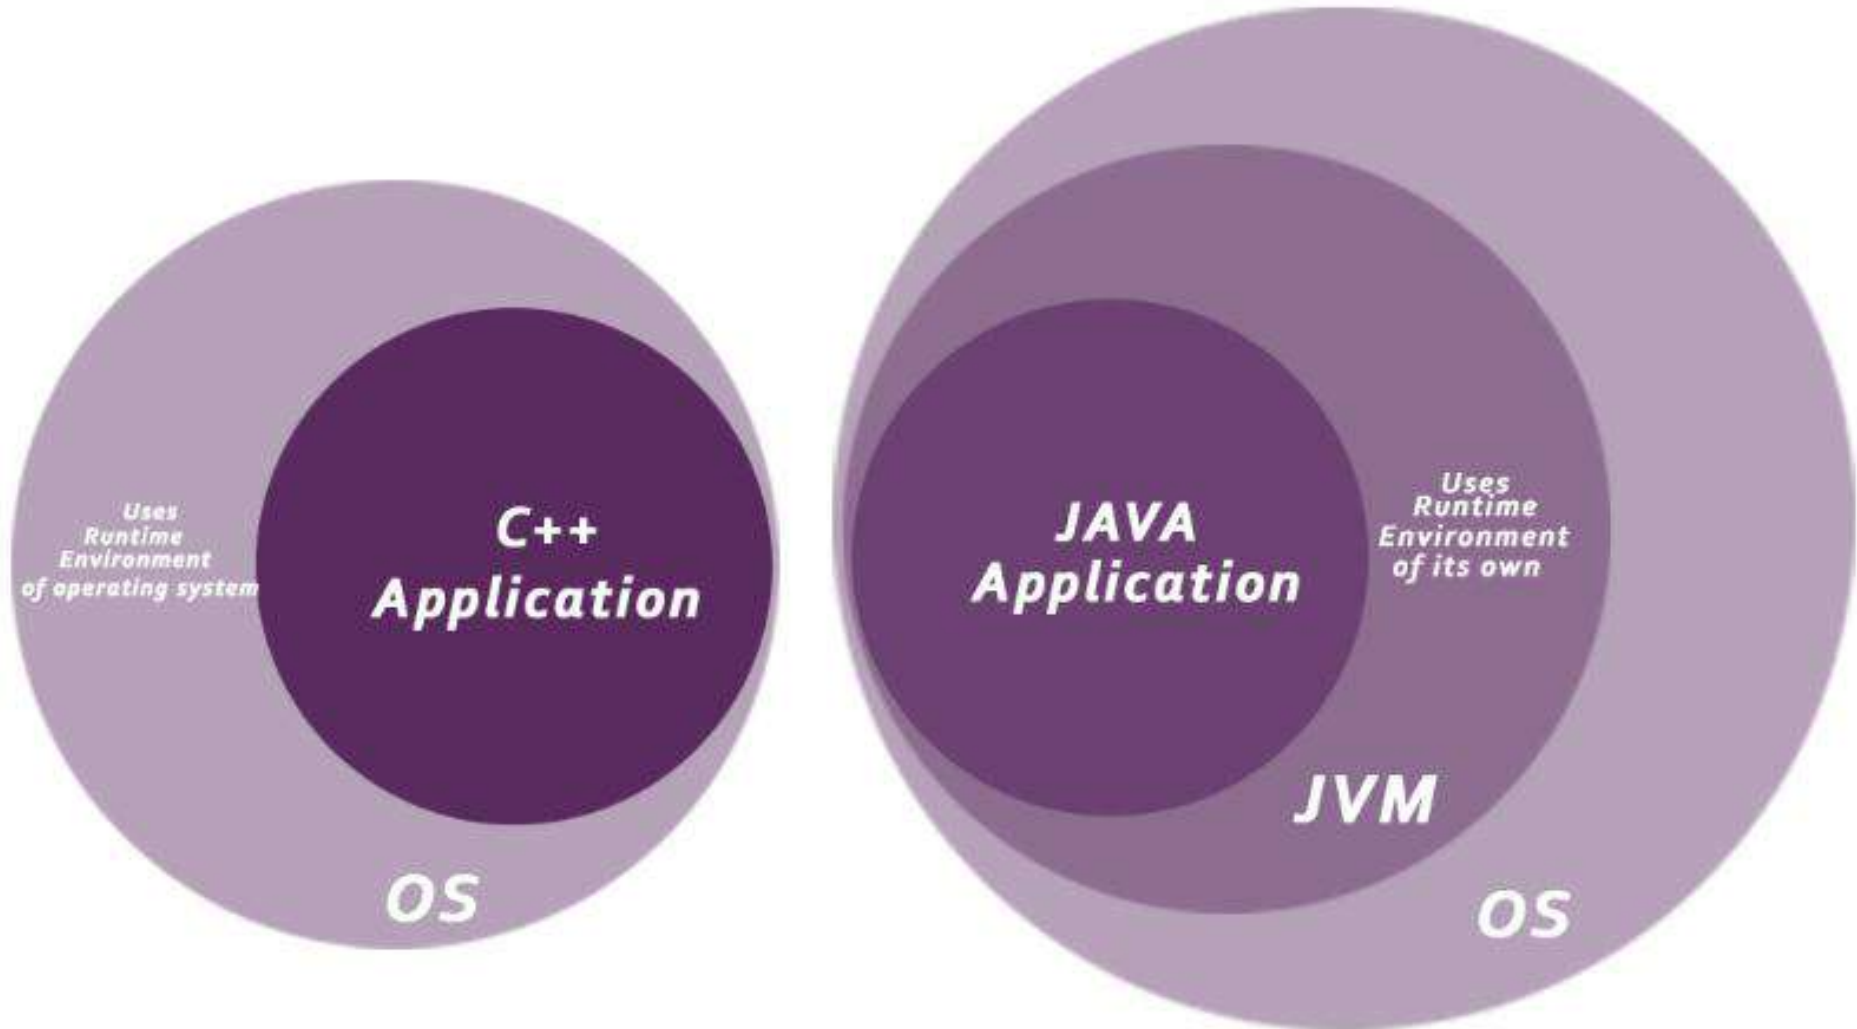 Uses
Runtime
Environment
of operating system
C++
Application
OS
JAVA
Application
Uses
Runtime
Environment
of its own
JVM
OS